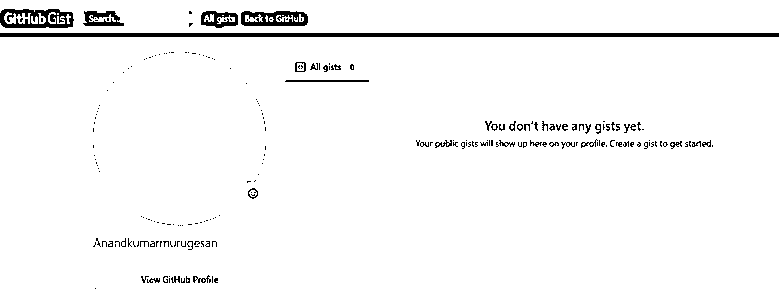 GitHub Gist Search... All gists Back to GitHub
All gists 0
You don't have any gists yet.
Your public gists will show up here on your profile. Create a gist to get started.
Anandkumarmurugesan
View GitHub Profile